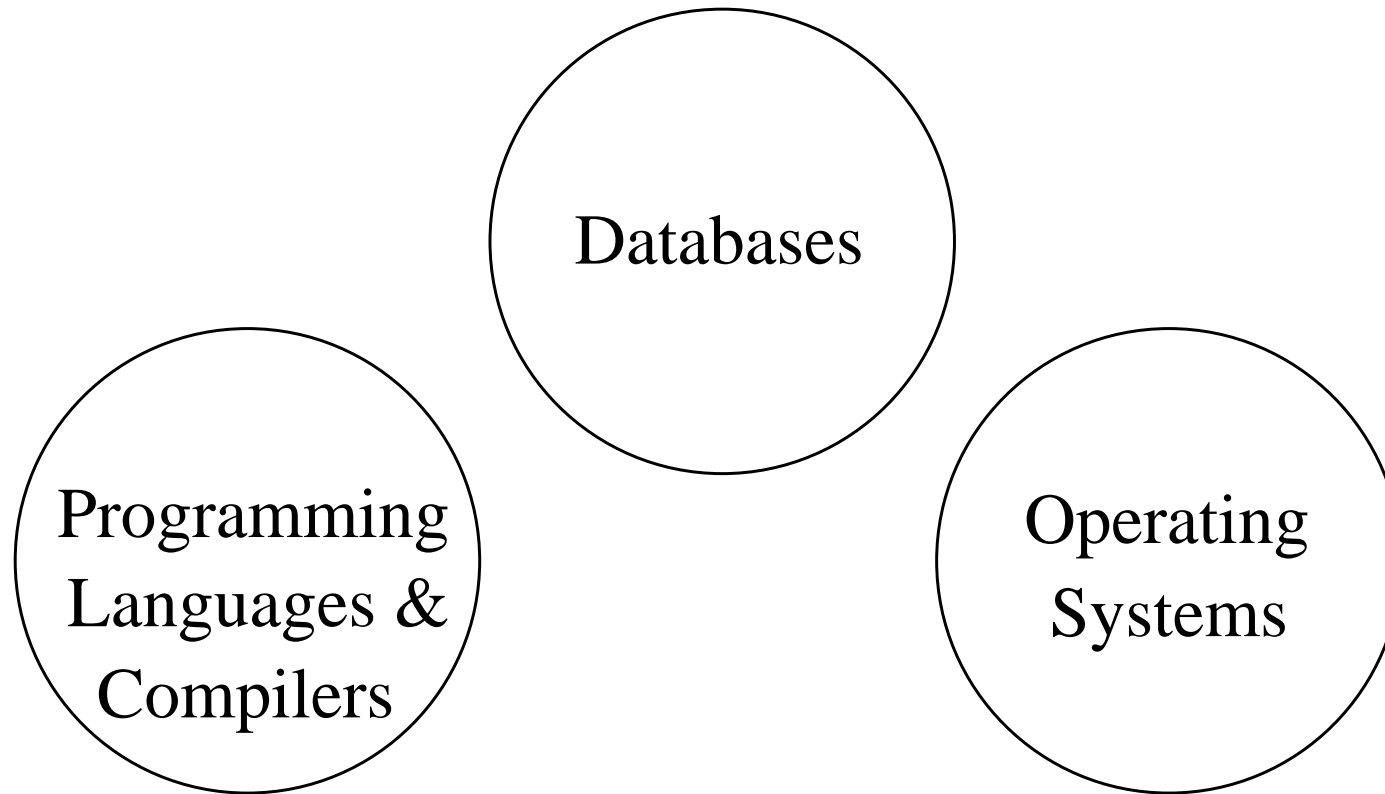 Databases
Programming
Languages &
Compilers
Operating
Systems